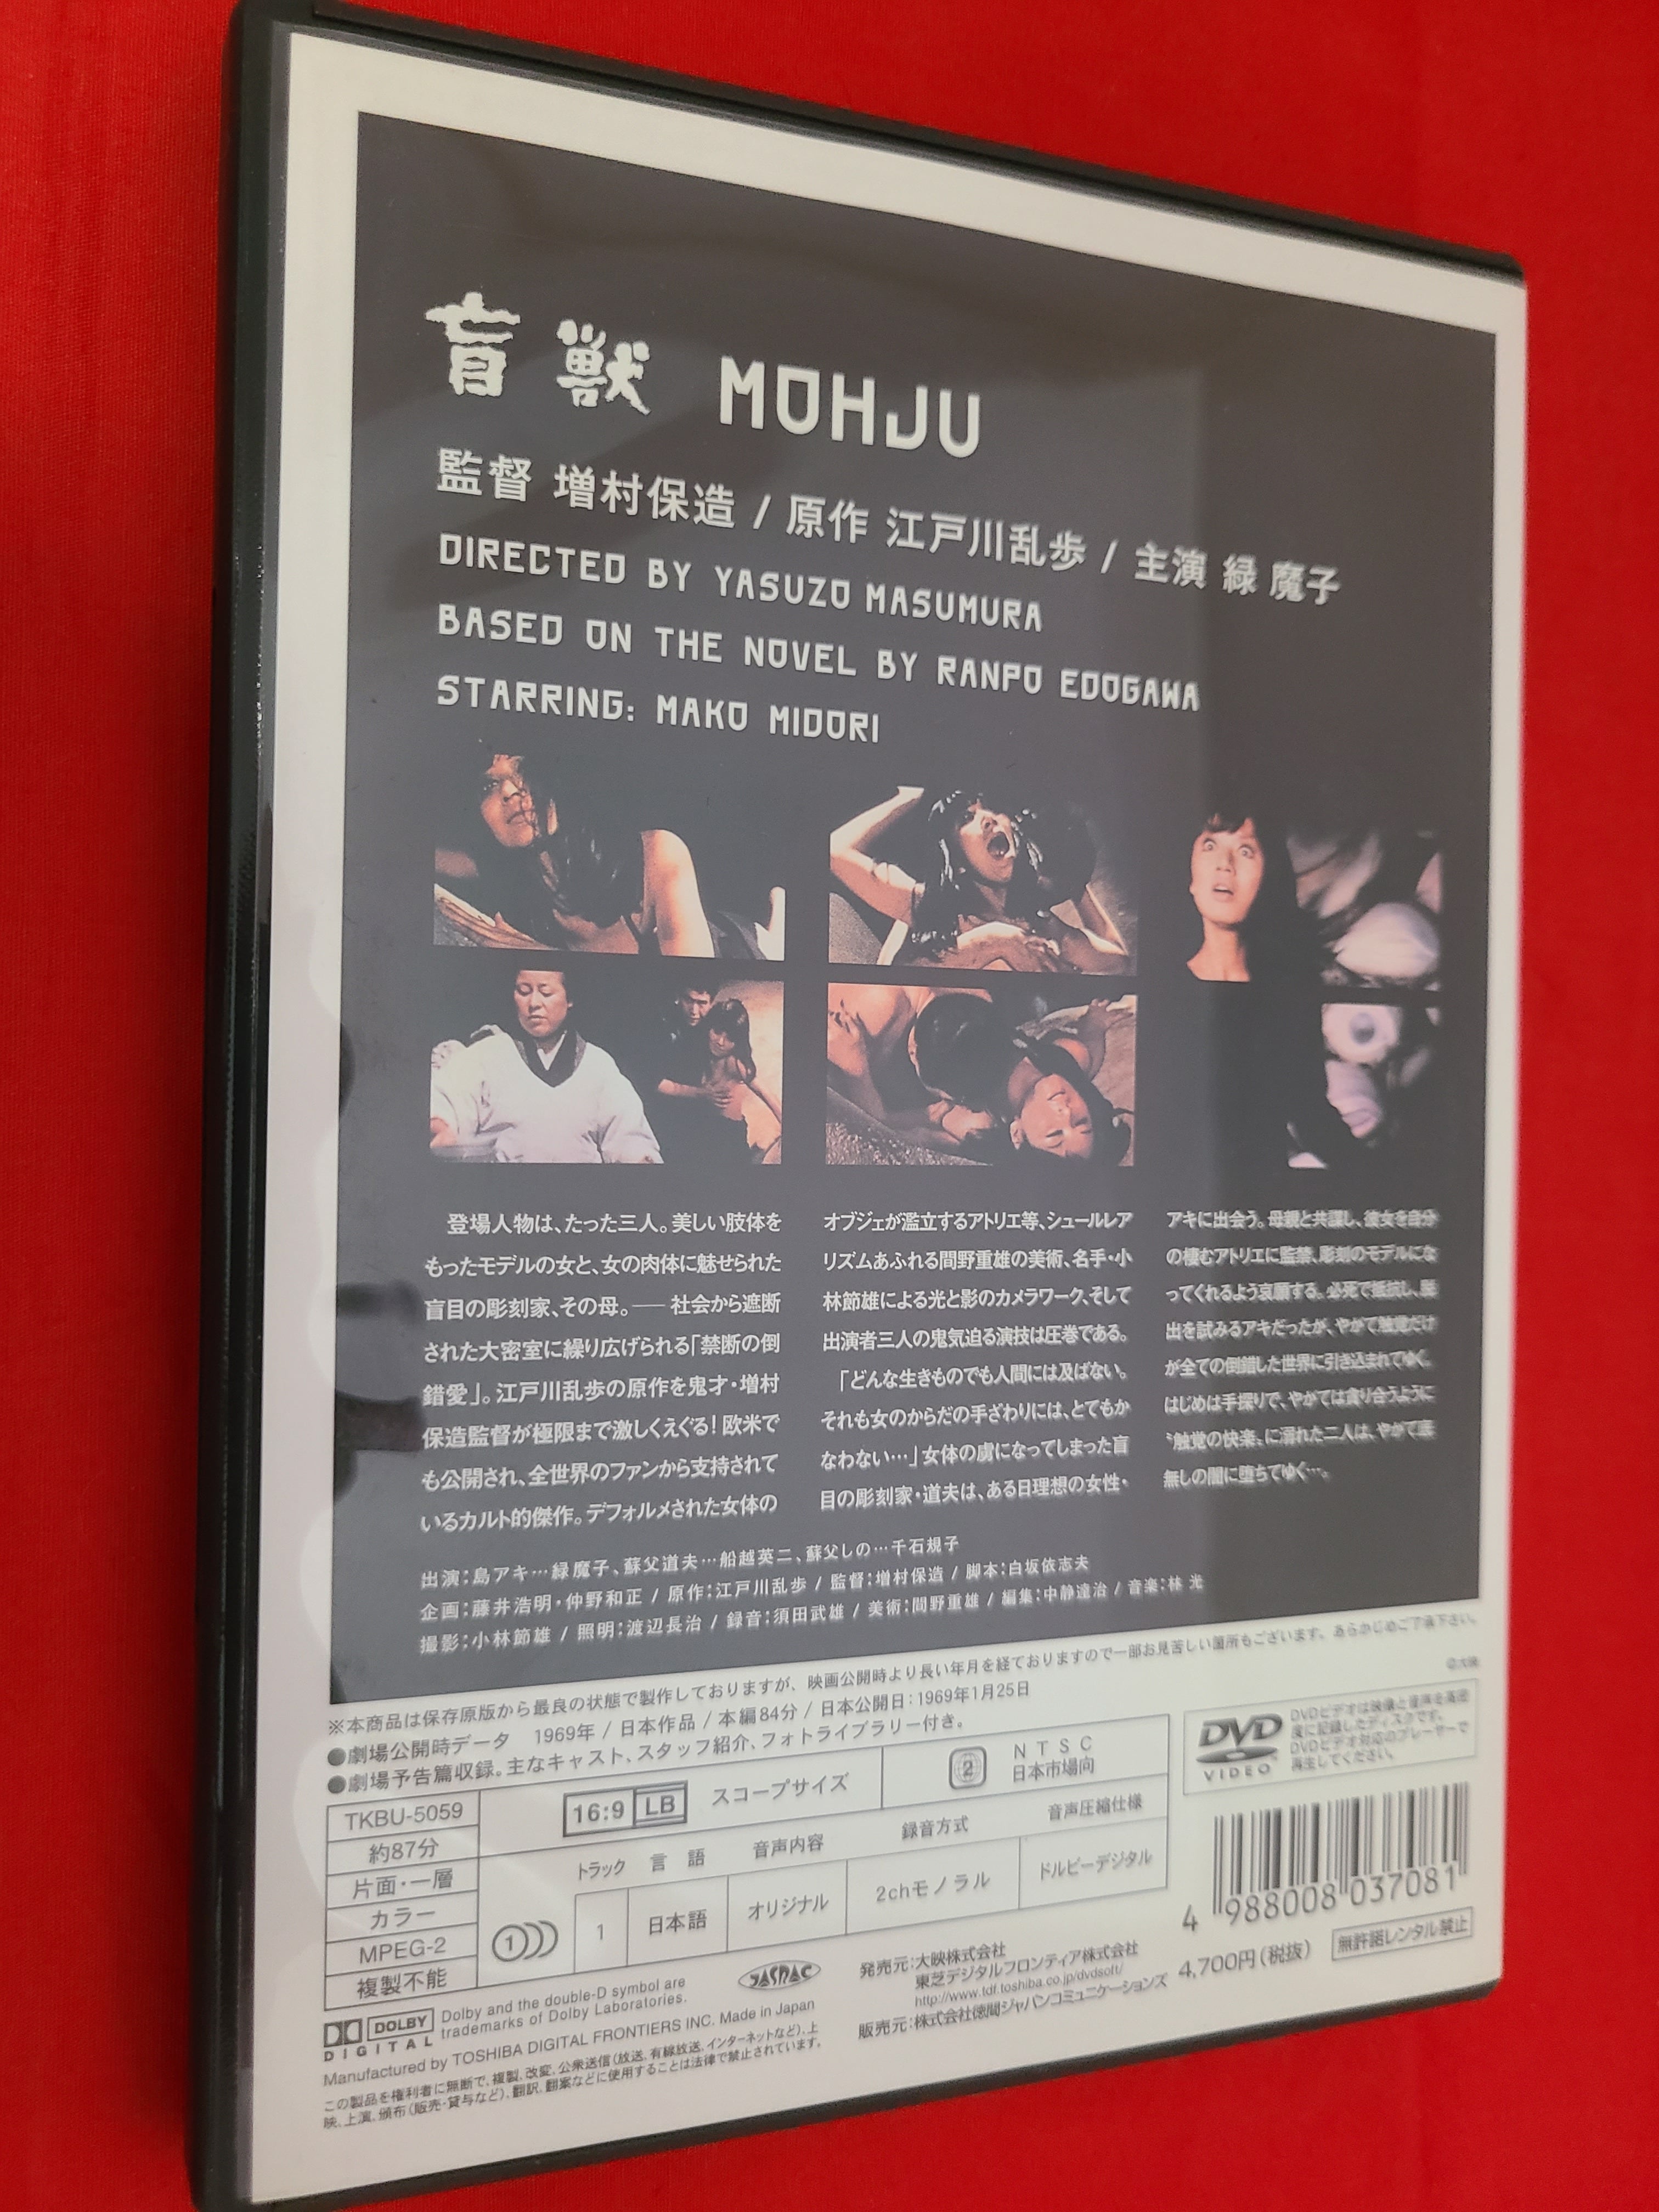 盲獣 MOHJU
監督 増村保造 / 原作 江戸川乱歩 / 主演 緑 魔子
DIRECTED BY YASUZO MASUMURA
BASED ON THE NOVEL BY RANPO EDOGAWA
STARRING: MAKO MIDORI
登場人物は、たった三人。美しい肢体を
もったモデルの女と、女の肉体に魅せられた
盲目の彫刻家、その母。── 社会から遮断
された大密室に繰り広げられる「禁断の倒
錯愛」。江戸川乱歩の原作を鬼才・増村
保造監督が極限まで激しくえぐる！欧米で
も公開され、全世界のファンから支持されて
いるカルト的傑作。デフォルメされた女体の
オブジェが濫立するアトリエ等、シュールレア
リズムあふれる間野重雄の美術、名手・小
林節雄による光と影のカメラワーク、そして
出演者三人の鬼気迫る演技は圧巻である。
「どんな生きものでも人間には及ばない。
それも女のからだの手ざわりには、とてもか
なわない…」女体の虜になってしまった盲
目の彫刻家・道夫は、ある日理想の女性・
アキに出会う。母親と共謀し、彼女を自分
の棲むアトリエに監禁、彫刻のモデルにな
ってくれるよう哀願する。必死で抵抗し、脱
出を試みるアキだったが、やがて触覚だけ
が全ての倒錯した世界に引き込まれてゆく。
はじめは手探りで、やがては貪り合うように
〝触覚の快楽〟に溺れた二人は、やがて底
無しの闇に堕ちてゆく…。
出演：島アキ…緑魔子、蘇父道夫…船越英二、蘇父しの…千石規子
企画：藤井浩明・仲野和正 / 原作：江戸川乱歩 / 監督：増村保造 / 脚本：白坂依志夫
撮影：小林節雄 / 照明：渡辺長治 / 録音：須田武雄 / 美術：間野重雄 / 編集：中静達治 / 音楽：林 光
※本商品は保存原版から最良の状態で製作しておりますが、映画公開時より長い年月を経ておりますので一部お見苦しい箇所もございます。あらかじめご了承下さい。
●劇場公開時データ 1969年 / 日本作品 / 本編84分 / 日本公開日：1969年1月25日
●劇場予告篇収録。主なキャスト、スタッフ紹介、フォトライブラリー付き。
©大映
TKBU-5059
約87分
片面・一層
カラー
MPEG-2
複製不能
16:9 LB スコープサイズ
2 NTSC
日本市場向
トラック 言語 音声内容 録音方式 音声圧縮仕様
1 1 日本語 オリジナル 2chモノラル ドルビーデジタル
DVD VIDEO
DVDビデオは映像と音声を高密
度に記録したディスクです。
DVDビデオ対応のプレーヤーで
再生してください。
4 988008 037081
4,700円（税抜） 無許諾レンタル禁止
DOLBY DIGITAL
Dolby and the double-D symbol are
trademarks of Dolby Laboratories.
JASRAC
Manufactured by TOSHIBA DIGITAL FRONTIERS INC. Made in Japan
この製品を権利者に無断で、複製、改変、公衆送信（放送、有線放送、インターネットなど）、上
映、上演、頒布（販売・貸与など）、翻訳、翻案などに使用することは法律で禁止されています。
発売元：大映株式会社
東芝デジタルフロンティア株式会社
http://www.tdf.toshiba.co.jp/dvdsoft/
販売元：株式会社徳間ジャパンコミュニケーションズ